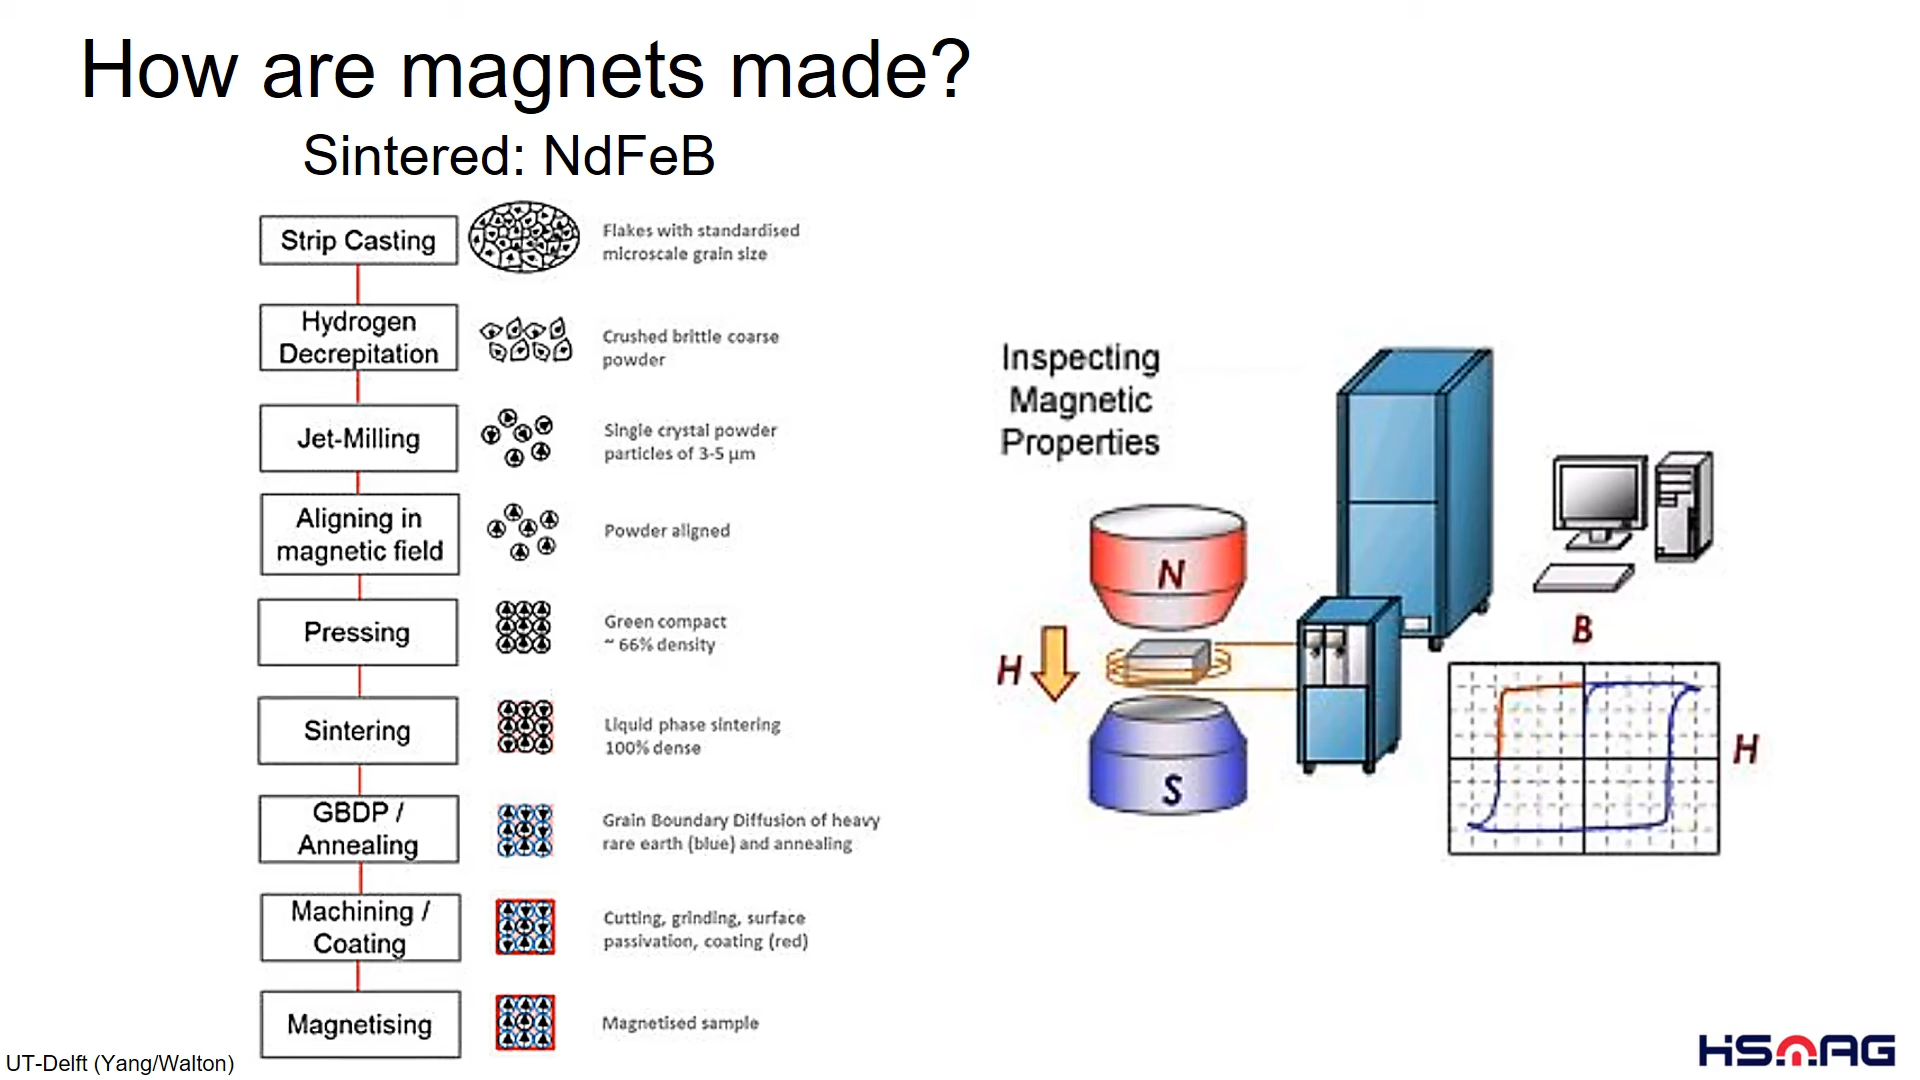 How are magnets made?
Sintered: NdFeB
Strip Casting
Flakes with standardised
microscale grain size
Hydrogen
Decrepitation
Crushed brittle coarse
powder
Jet-Milling
Single crystal powder
particles of 3-5 µm
Aligning in
magnetic field
Powder aligned
Pressing
Green compact
~ 66% density
Sintering
Liquid phase sintering
100% dense
GBDP /
Annealing
Grain Boundary Diffusion of heavy
rare earth (blue) and annealing
Machining /
Coating
Cutting, grinding, surface
passivation, coating (red)
Magnetising
Magnetised sample
Inspecting
Magnetic
Properties
N
H
S
B
H
UT-Delft (Yang/Walton)
HSMAG